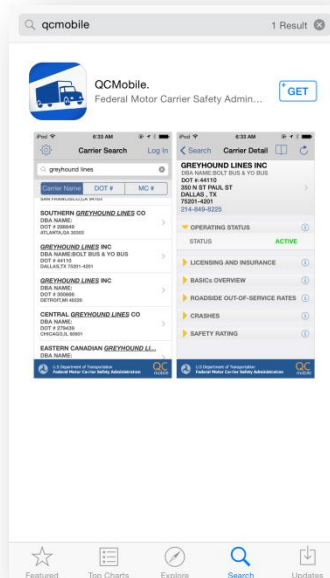 qcmobile
1 Result
QCMobile.
Federal Motor Carrier Safety Admin...
+GET
iPod
6:33 AM
Carrier Search
Log In
greyhound lines
Carrier Name
DOT #
MC #
SOUTHERN GREYHOUND LINES CO
DBA NAME:
ATLANTA,GA 30303
GREYHOUND LINES INC
DBA NAME:BOLT BUS & YO BUS
DOT # 44110
DALLAS,TX 75201-4201
GREYHOUND LINES INC
DBA NAME:
DETROIT,MI 48226
CENTRAL GREYHOUND LINES CO
DBA NAME:
DOT # 279439
CHICAGO,IL 60601
EASTERN CANADIAN GREYHOUND LI...
DBA NAME:
U.S Department of Transportation
Federal Motor Carrier Safety Administration
QC
mobile
iPod
6:33 AM
Search
Carrier Detail
GREYHOUND LINES INC
DBA NAME:BOLT BUS & YO BUS
DOT #:44110
350 N ST PAUL ST
DALLAS , TX
75201-4201
214-849-8225
OPERATING STATUS
STATUS
ACTIVE
LICENSING AND INSURANCE
BASICs OVERVIEW
ROADSIDE OUT-OF-SERVICE RATES
CRASHES
SAFETY RATING
U.S Department of Transportation
Federal Motor Carrier Safety Administration
QC
mobile
Featured
Top Charts
Explore
Search
Updates